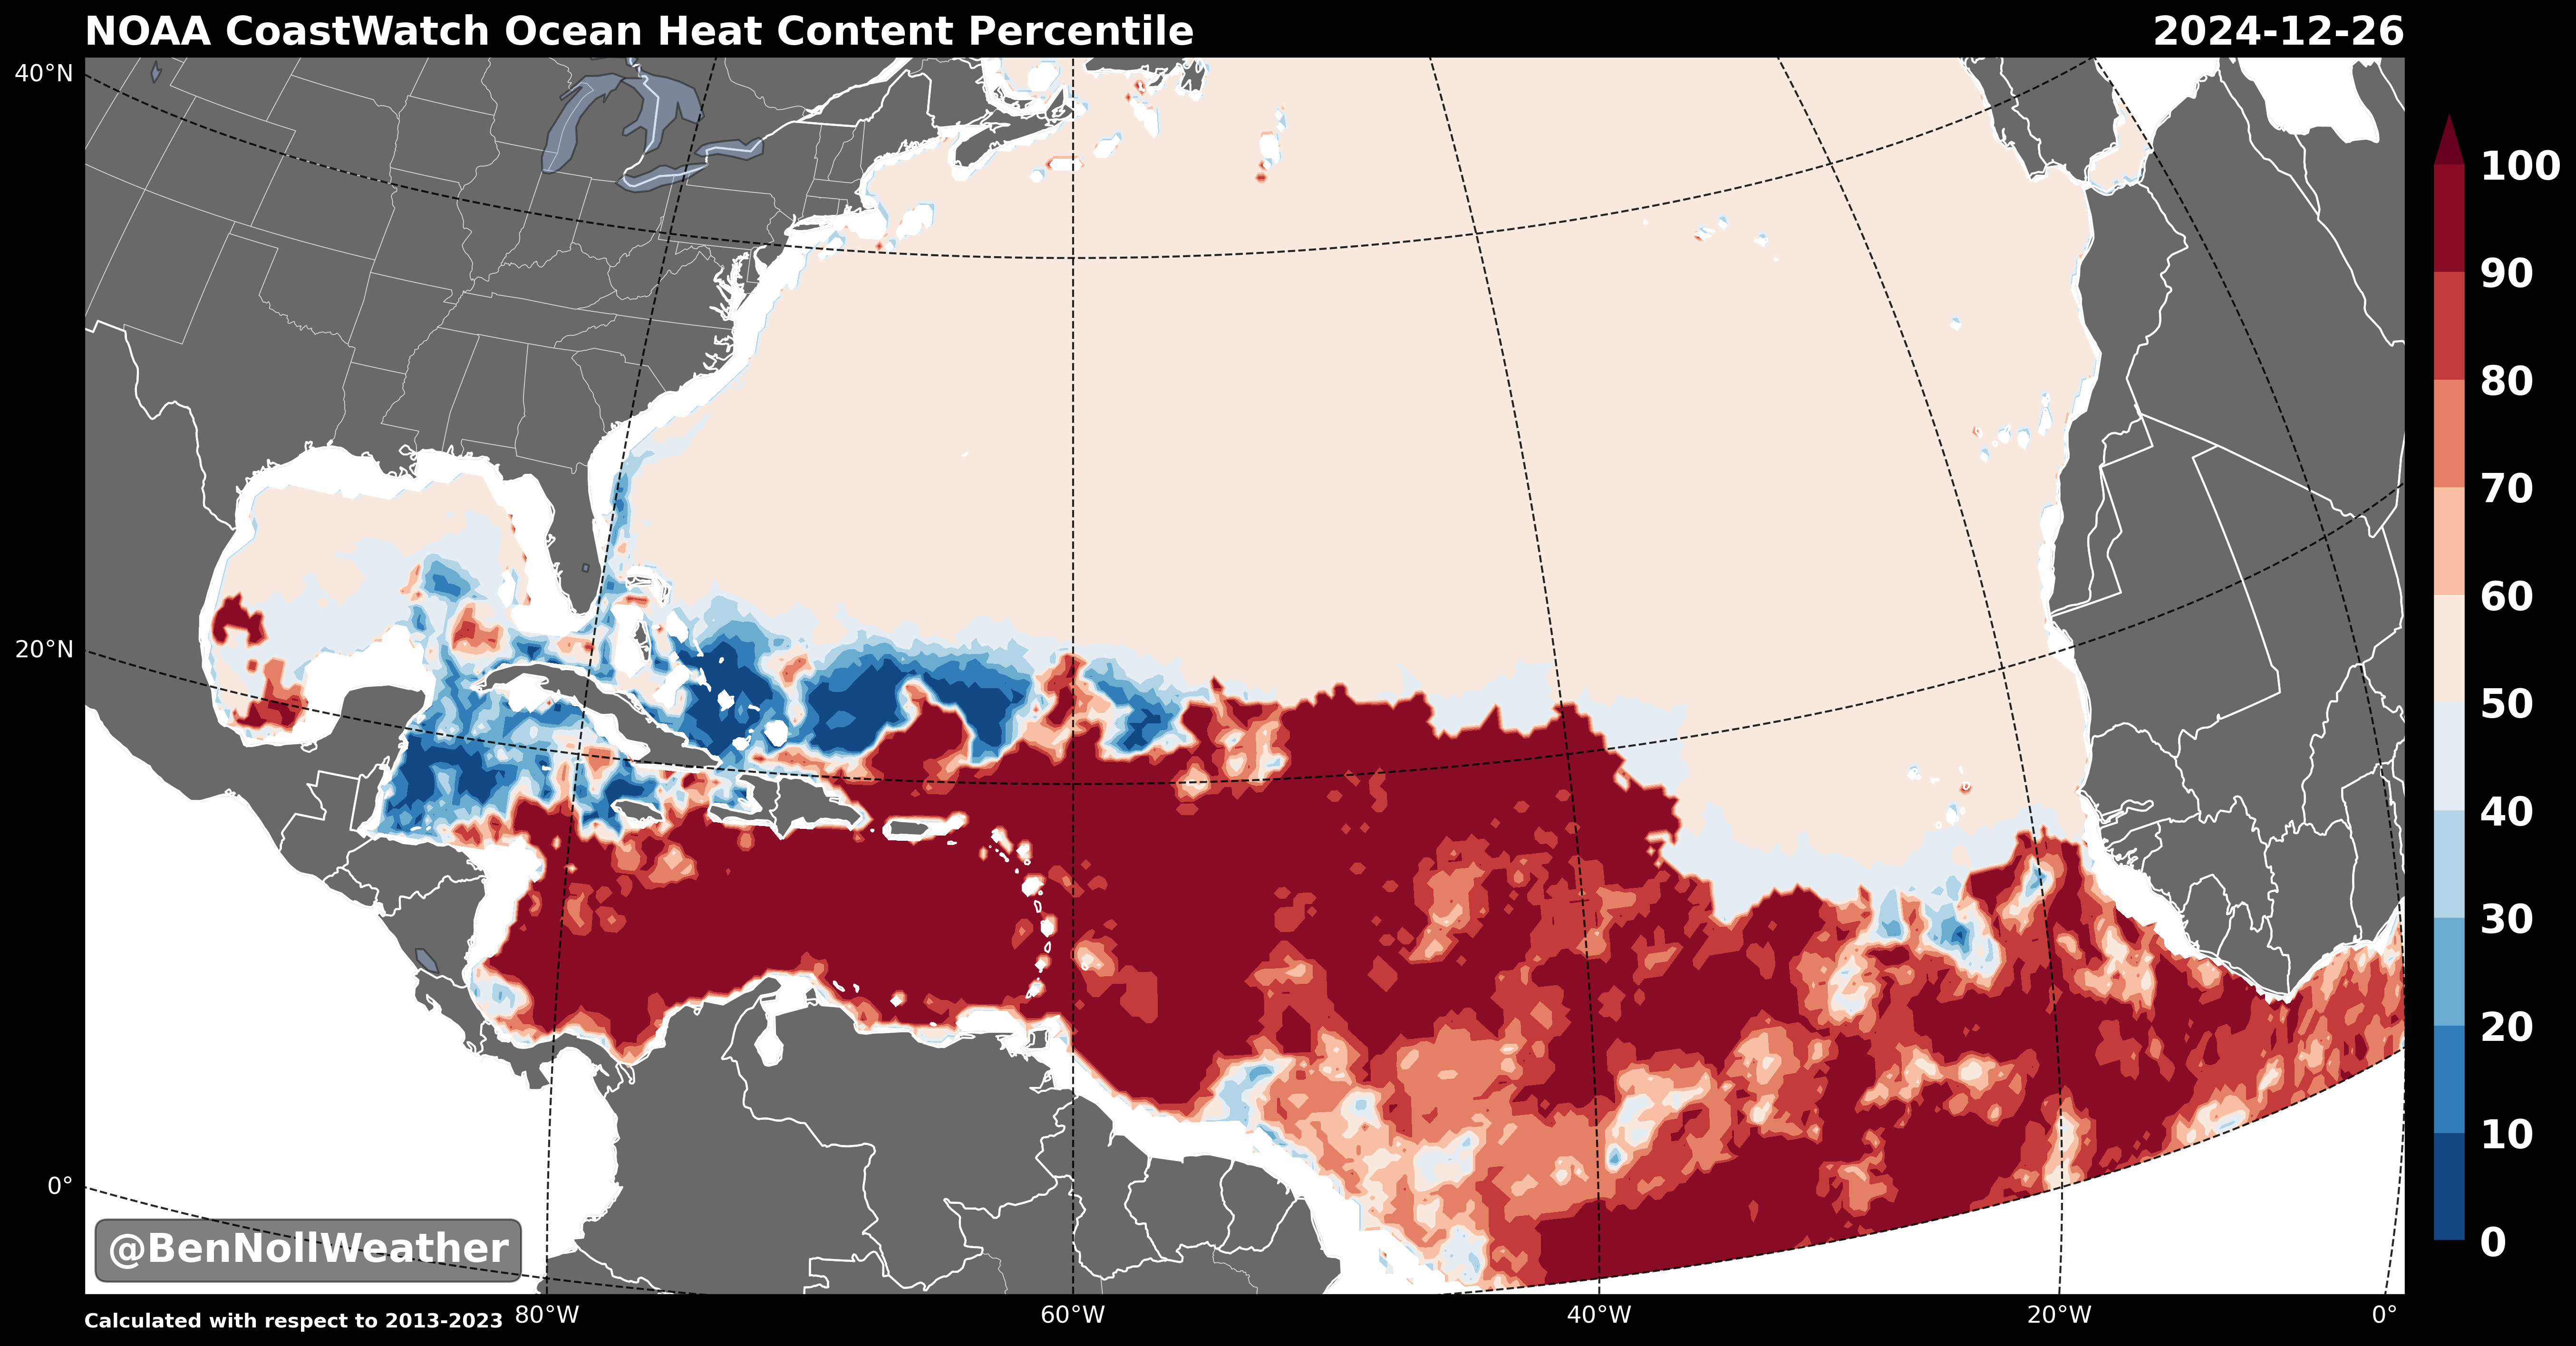 NOAA CoastWatch Ocean Heat Content Percentile
2024-12-26
40°N
20°N
0°
100
90
80
70
60
50
40
30
20
10
0
@BenNollWeather
Calculated with respect to 2013-2023
80°W
60°W
40°W
20°W
0°